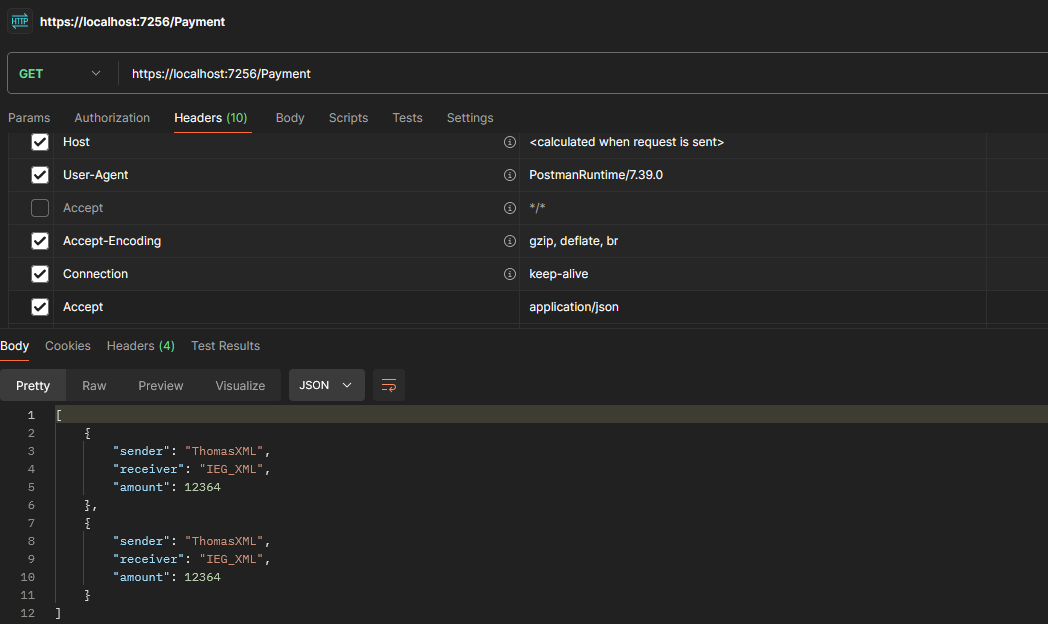 HTTP https://localhost:7256/Payment
GET https://localhost:7256/Payment
Params Authorization Headers (10) Body Scripts Tests Settings
Host <calculated when request is sent>
User-Agent PostmanRuntime/7.39.0
Accept */*
Accept-Encoding gzip, deflate, br
Connection keep-alive
Accept application/json
Body Cookies Headers (4) Test Results
Pretty Raw Preview Visualize JSON
1 [
2 {
3 "sender": "ThomasXML",
4 "receiver": "IEG_XML",
5 "amount": 12364
6 },
7 {
8 "sender": "ThomasXML",
9 "receiver": "IEG_XML",
10 "amount": 12364
11 }
12 ]